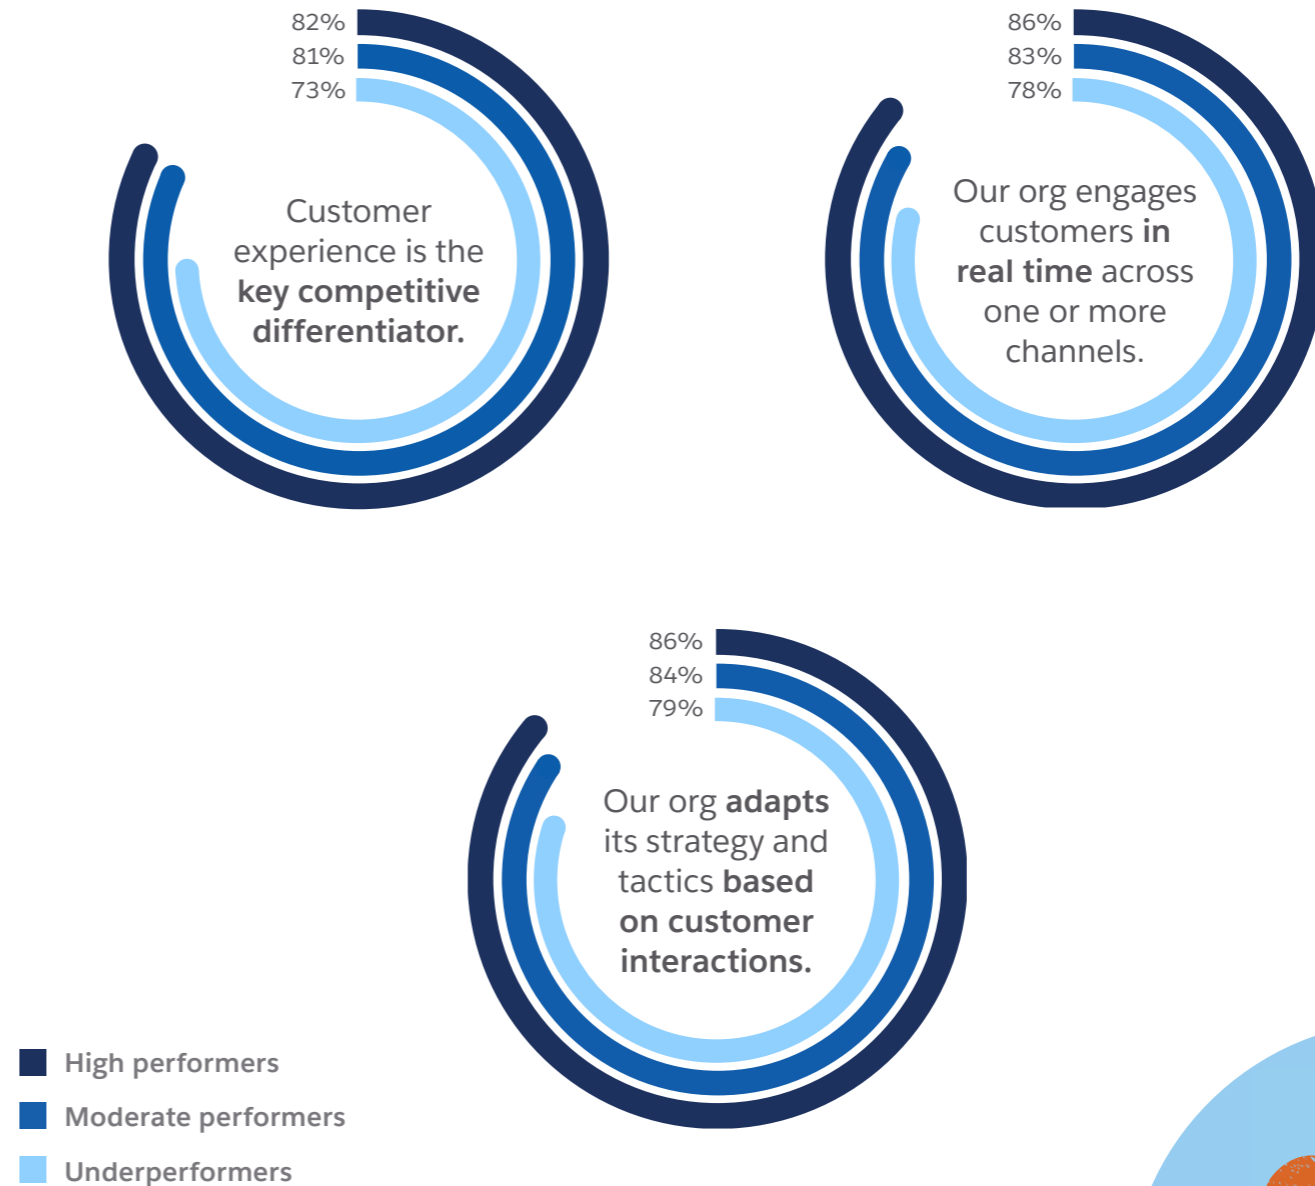 82%
81%
73%
Customer
experience is the
key competitive
differentiator.
86%
83%
78%
Our org engages
customers in
real time across
one or more
channels.
86%
84%
79%
Our org adapts
its strategy and
tactics based
on customer
interactions.
High performers
Moderate performers
Underperformers